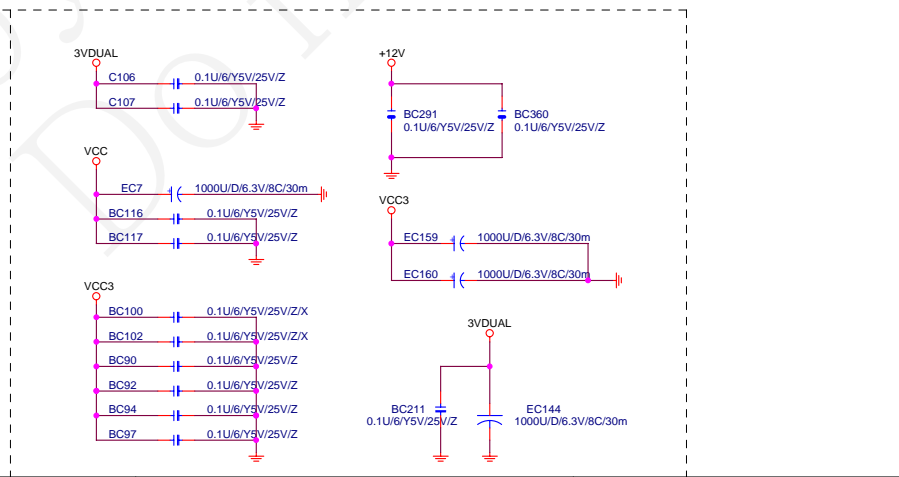 3VDUAL
C106 0.1U/6/Y5V/25V/Z
C107 0.1U/6/Y5V/25V/Z
VCC
EC7 1000U/D/6.3V/8C/30m
BC116 0.1U/6/Y5V/25V/Z
BC117 0.1U/6/Y5V/25V/Z
VCC3
BC100 0.1U/6/Y5V/25V/Z/X
BC102 0.1U/6/Y5V/25V/Z/X
BC90 0.1U/6/Y5V/25V/Z
BC92 0.1U/6/Y5V/25V/Z
BC94 0.1U/6/Y5V/25V/Z
BC97 0.1U/6/Y5V/25V/Z
+12V
BC291 BC360
0.1U/6/Y5V/25V/Z 0.1U/6/Y5V/25V/Z
VCC3
EC159 1000U/D/6.3V/8C/30m
EC160 1000U/D/6.3V/8C/30m
3VDUAL
BC211 EC144
0.1U/6/Y5V/25V/Z 1000U/D/6.3V/8C/30m